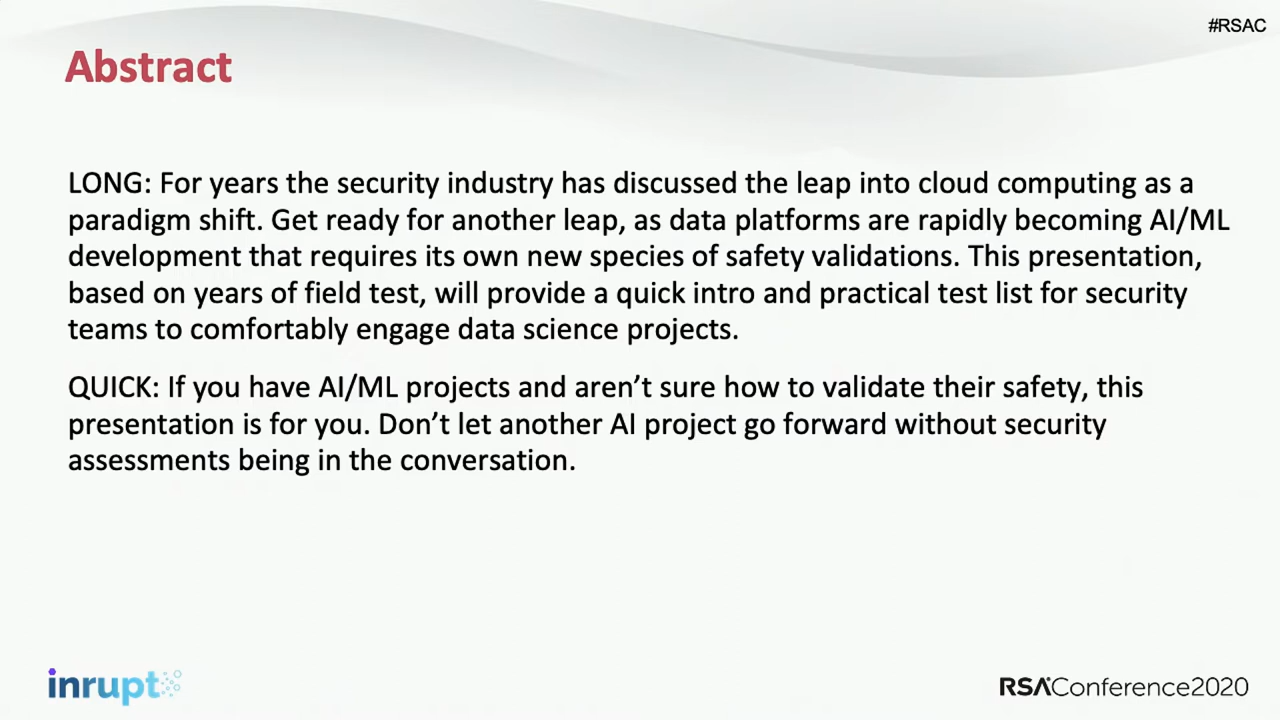 #RSAC
Abstract
LONG: For years the security industry has discussed the leap into cloud computing as a
paradigm shift. Get ready for another leap, as data platforms are rapidly becoming AI/ML
development that requires its own new species of safety validations. This presentation,
based on years of field test, will provide a quick intro and practical test list for security
teams to comfortably engage data science projects.
QUICK: If you have AI/ML projects and aren’t sure how to validate their safety, this
presentation is for you. Don’t let another AI project go forward without security
assessments being in the conversation.
inrupt
RSAConference2020